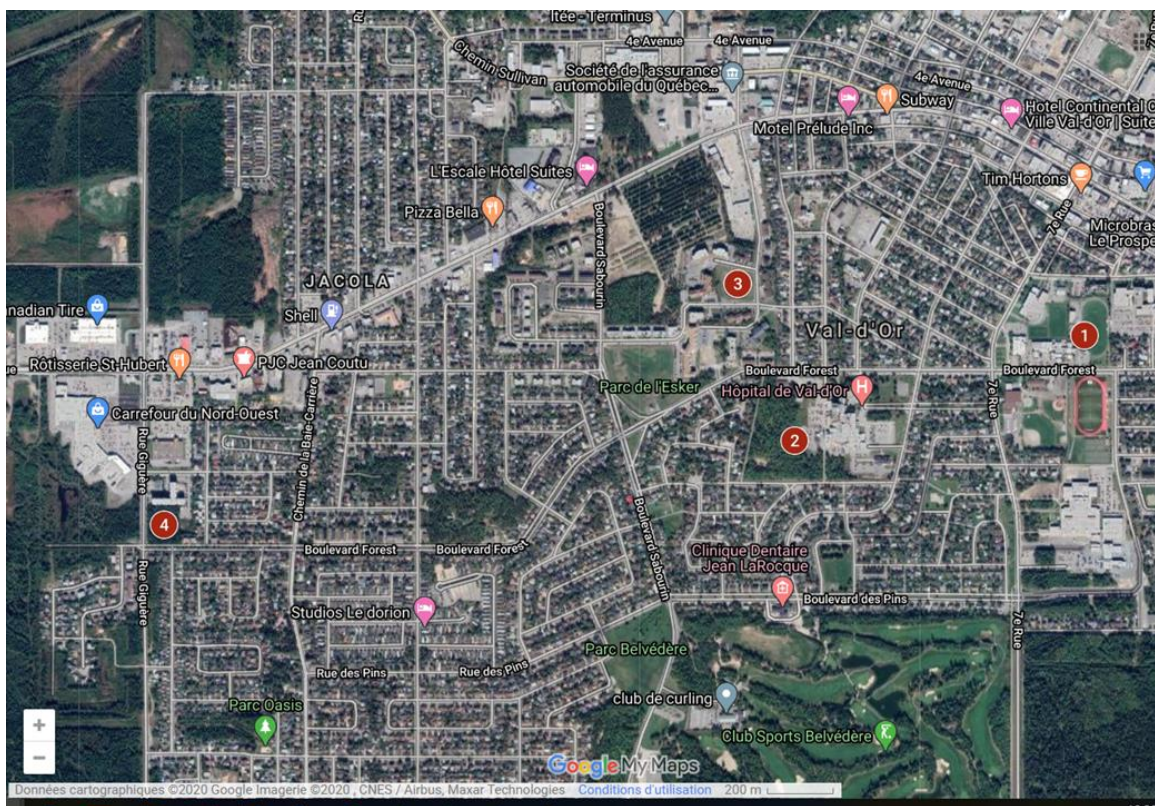 Itée - Terminus
4e Avenue
4e Avenue
Chemin Sullivan
Société de l'assurance
automobile du Québec...
4e Avenue
Subway
Motel Prélude Inc
Hotel Continental C
Ville Val-d'Or | Suite
L'Escale Hôtel Suites
Tim Hortons
Pizza Bella
Boulevard Sabourin
7e Rue
Microbras
Le Prospe
JACOLA
3
anadian Tire
Shell
Val-d'Or
1
Rôtisserie St-Hubert
PJC Jean Coutu
Boulevard Forest
Boulevard Forest
Parc de l'Esker
Hôpital de Val-d'Or
7e Rue
Carrefour du Nord-Ouest
Chemin de la Baie-Carrière
Rue Giguère
2
4
Boulevard Sabourin
Boulevard Forest
Boulevard Forest
Clinique Dentaire
Jean LaRocque
Rue Giguère
Boulevard des Pins
Studios Le dorion
7e Rue
Parc Belvédère
Rue des Pins
Rue des Pins
club de curling
Parc Oasis
Club Sports Belvédère
+
−
Google My Maps
Données cartographiques ©2020 Google Imagerie ©2020 , CNES / Airbus, Maxar Technologies
Conditions d'utilisation
200 m